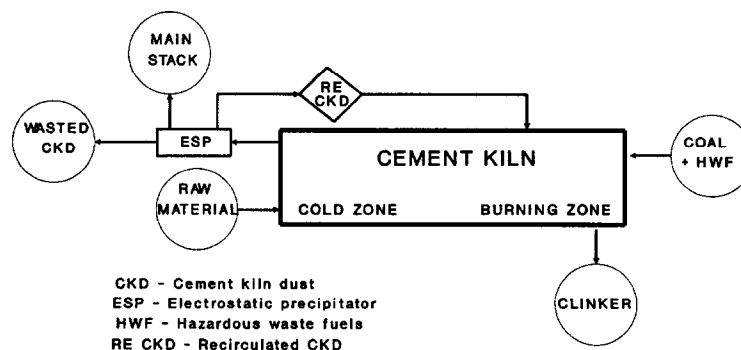 MAIN
STACK
RE
CKD
WASTED
CKD
ESP
CEMENT KILN
COAL
+ HWF
RAW
MATERIAL
COLD ZONE
BURNING ZONE
CLINKER
CKD - Cement kiln dust
ESP - Electrostatic precipitator
HWF - Hazardous waste fuels
RE CKD - Recirculated CKD